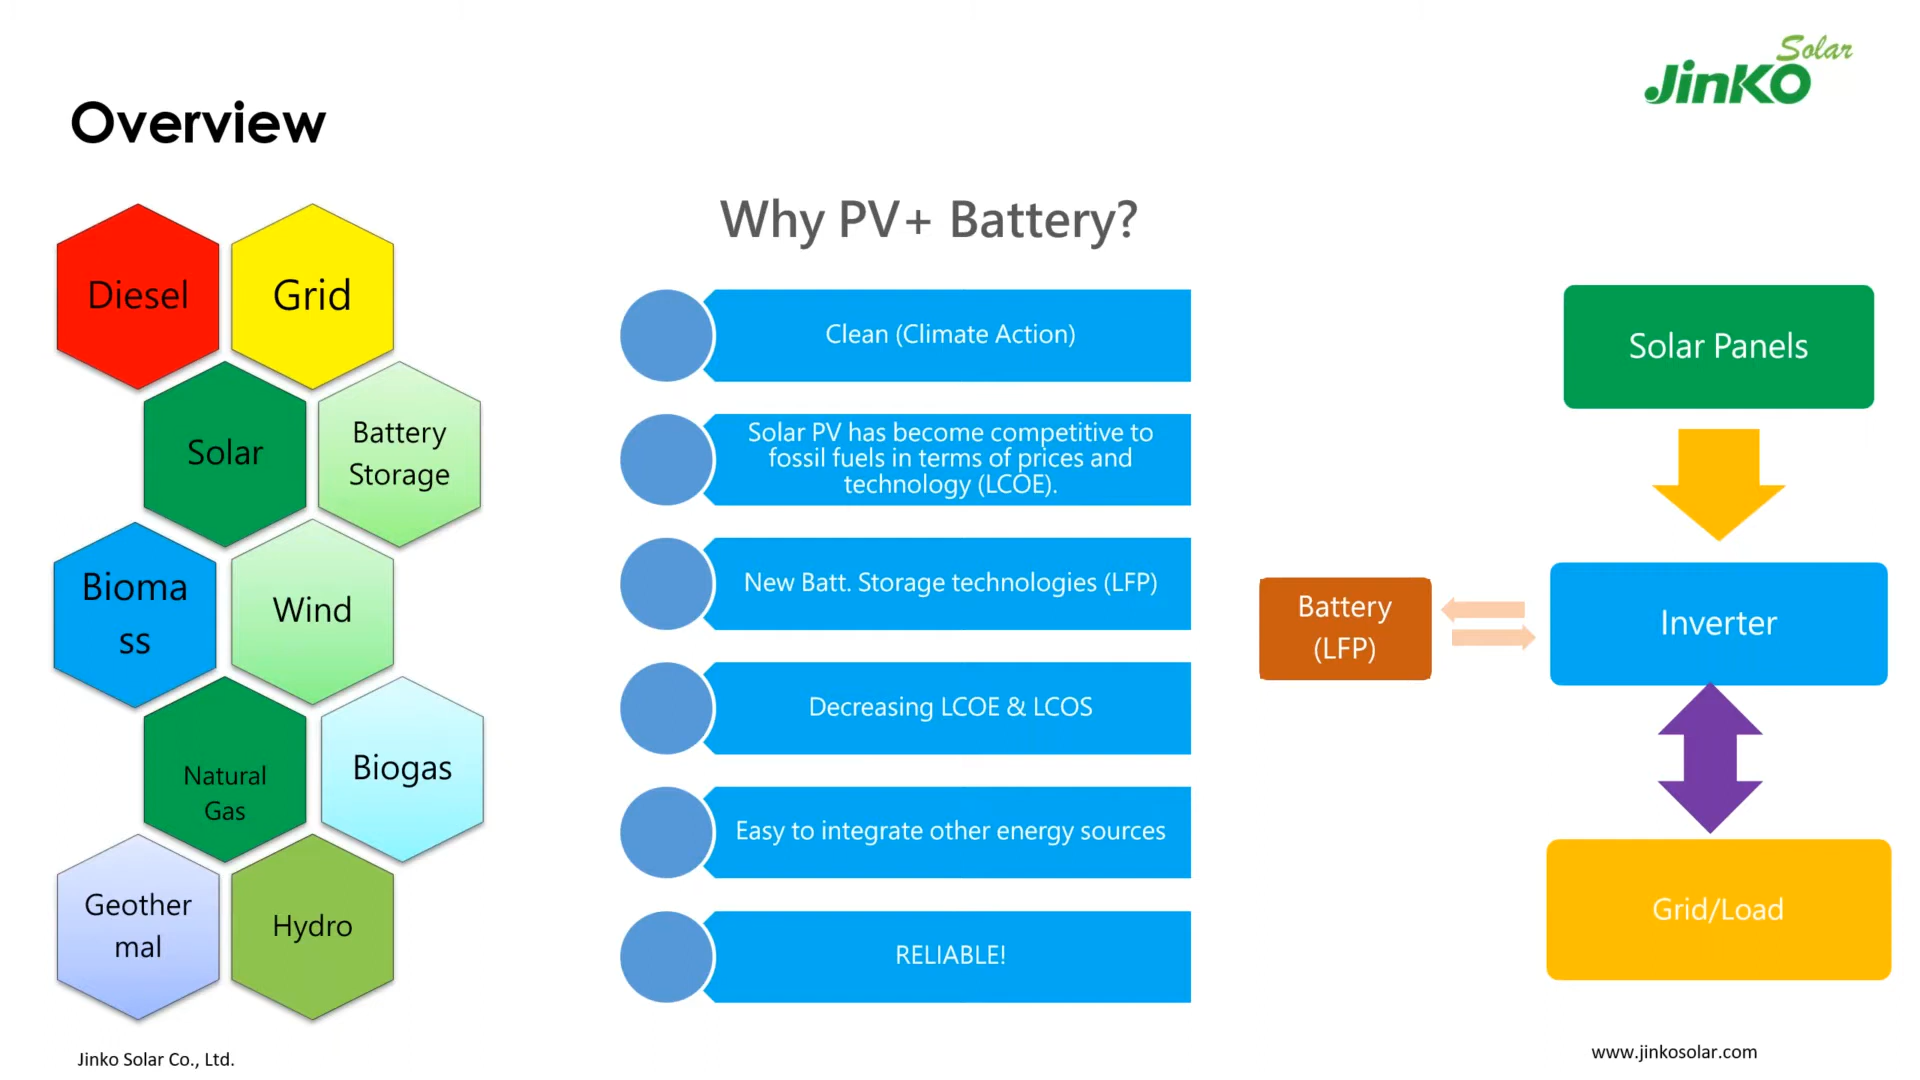 Solar
JinKO
Overview
Why PV+ Battery?
Diesel
Grid
Solar
Battery
Storage
Bioma
ss
Wind
Natural
Gas
Biogas
Geother
mal
Hydro
Clean (Climate Action)
Solar PV has become competitive to
fossil fuels in terms of prices and
technology (LCOE).
New Batt. Storage technologies (LFP)
Decreasing LCOE & LCOS
Easy to integrate other energy sources
RELIABLE!
Solar Panels
Battery
(LFP)
Inverter
Grid/Load
Jinko Solar Co., Ltd.
www.jinkosolar.com